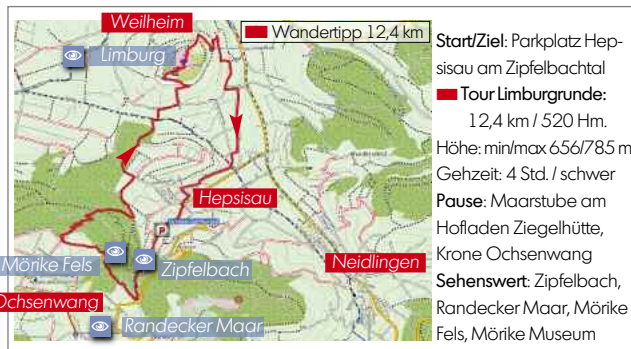 Weilheim
Wandertipp 12,4 km
Limburg
Hepsisau
P
Mörike Fels
Zipfelbach
Neidlingen
Ochsenwang
Randecker Maar
Start/Ziel: Parkplatz Hep-
sisau am Zipfelbachtal
Tour Limburgrunde:
12,4 km / 520 Hm.
Höhe: min/max 656/785 m
Gehzeit: 4 Std. / schwer
Pause: Maarstube am
Hofladen Ziegelhütte,
Krone Ochsenwang
Sehenswert: Zipfelbach,
Randecker Maar, Mörike
Fels, Mörike Museum